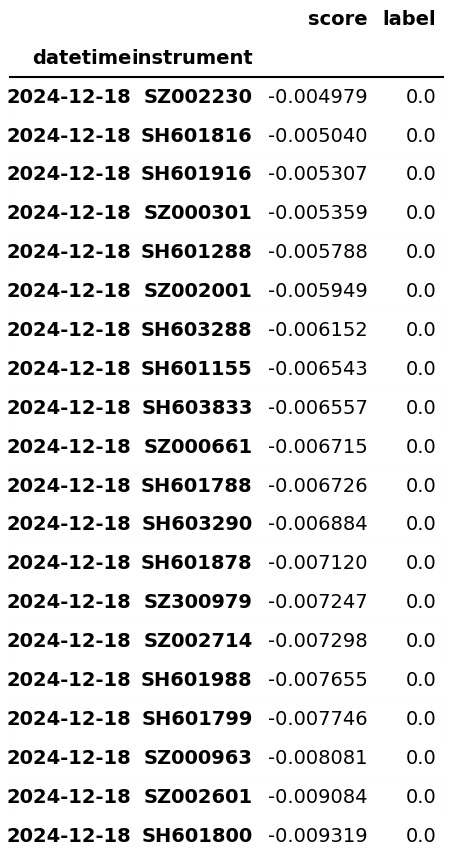 score label
datetime instrument
2024-12-18 SZ002230 -0.004979 0.0
2024-12-18 SH601816 -0.005040 0.0
2024-12-18 SH601916 -0.005307 0.0
2024-12-18 SZ000301 -0.005359 0.0
2024-12-18 SH601288 -0.005788 0.0
2024-12-18 SZ002001 -0.005949 0.0
2024-12-18 SH603288 -0.006152 0.0
2024-12-18 SH601155 -0.006543 0.0
2024-12-18 SH603833 -0.006557 0.0
2024-12-18 SZ000661 -0.006715 0.0
2024-12-18 SH601788 -0.006726 0.0
2024-12-18 SH603290 -0.006884 0.0
2024-12-18 SH601878 -0.007120 0.0
2024-12-18 SZ300979 -0.007247 0.0
2024-12-18 SZ002714 -0.007298 0.0
2024-12-18 SH601988 -0.007655 0.0
2024-12-18 SH601799 -0.007746 0.0
2024-12-18 SZ000963 -0.008081 0.0
2024-12-18 SZ002601 -0.009084 0.0
2024-12-18 SH601800 -0.009319 0.0